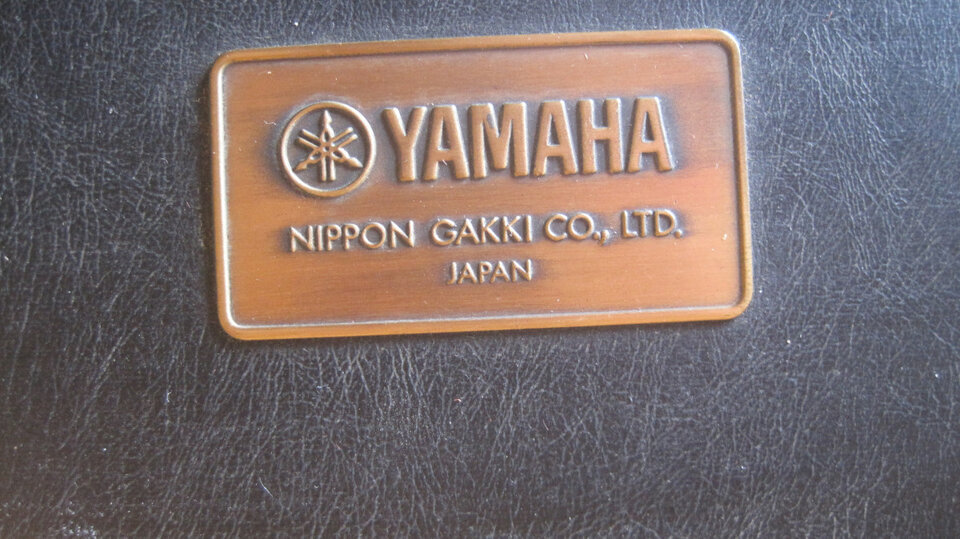 YAMAHA
NIPPON GAKKI CO., LTD.
JAPAN